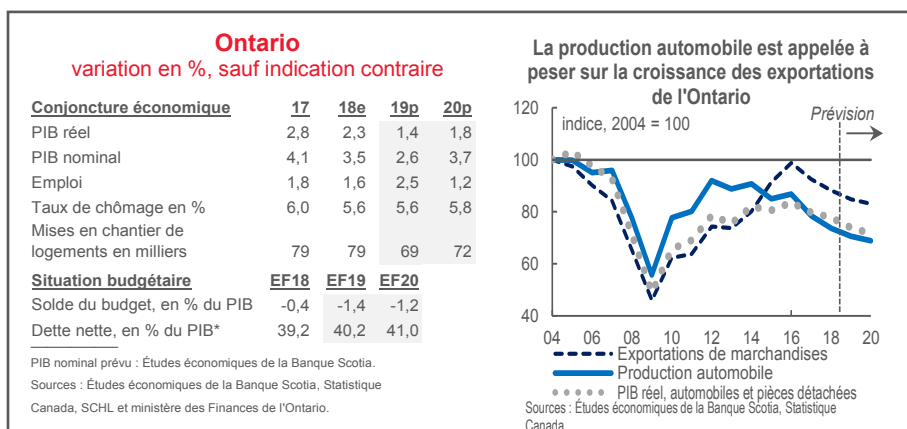 Ontario
variation en %, sauf indication contraire
Conjoncture économique 17 18e 19p 20p
PIB réel 2,8 2,3 1,4 1,8
PIB nominal 4,1 3,5 2,6 3,7
Emploi 1,8 1,6 2,5 1,2
Taux de chômage en % 6,0 5,6 5,6 5,8
Mises en chantier de
logements en milliers 79 79 69 72
Situation budgétaire EF18 EF19 EF20
Solde du budget, en % du PIB -0,4 -1,4 -1,2
Dette nette, en % du PIB* 39,2 40,2 41,0
PIB nominal prévu : Études économiques de la Banque Scotia.
Sources : Études économiques de la Banque Scotia, Statistique
Canada, SCHL et ministère des Finances de l'Ontario.
La production automobile est appelée à
peser sur la croissance des exportations
de l'Ontario
120
Prévision
indice, 2004 = 100
100
80
60
40
04 06 08 10 12 14 16 18 20
Exportations de marchandises
Production automobile
PIB réel, automobiles et pièces détachées
Sources : Études économiques de la Banque Scotia, Statistique
Canada